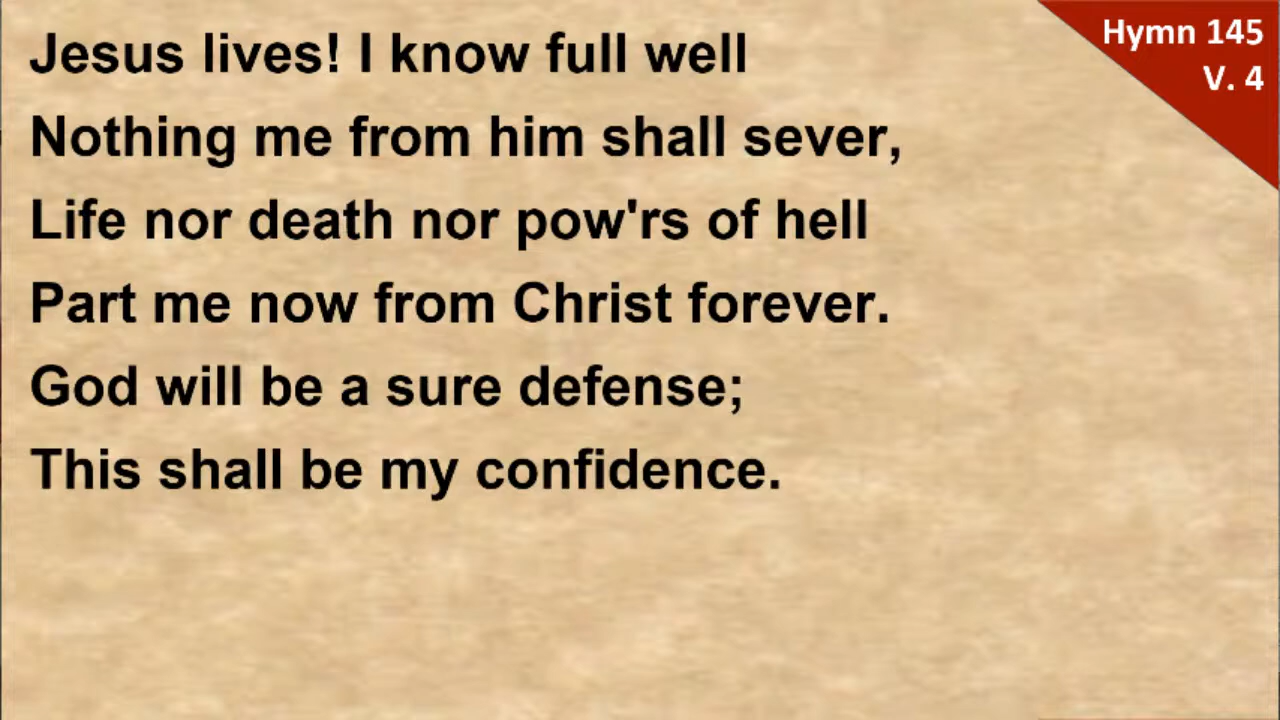 Jesus lives! I know full well
Nothing me from him shall sever,
Life nor death nor pow'rs of hell
Part me now from Christ forever.
God will be a sure defense;
This shall be my confidence.
Hymn 145
V. 4